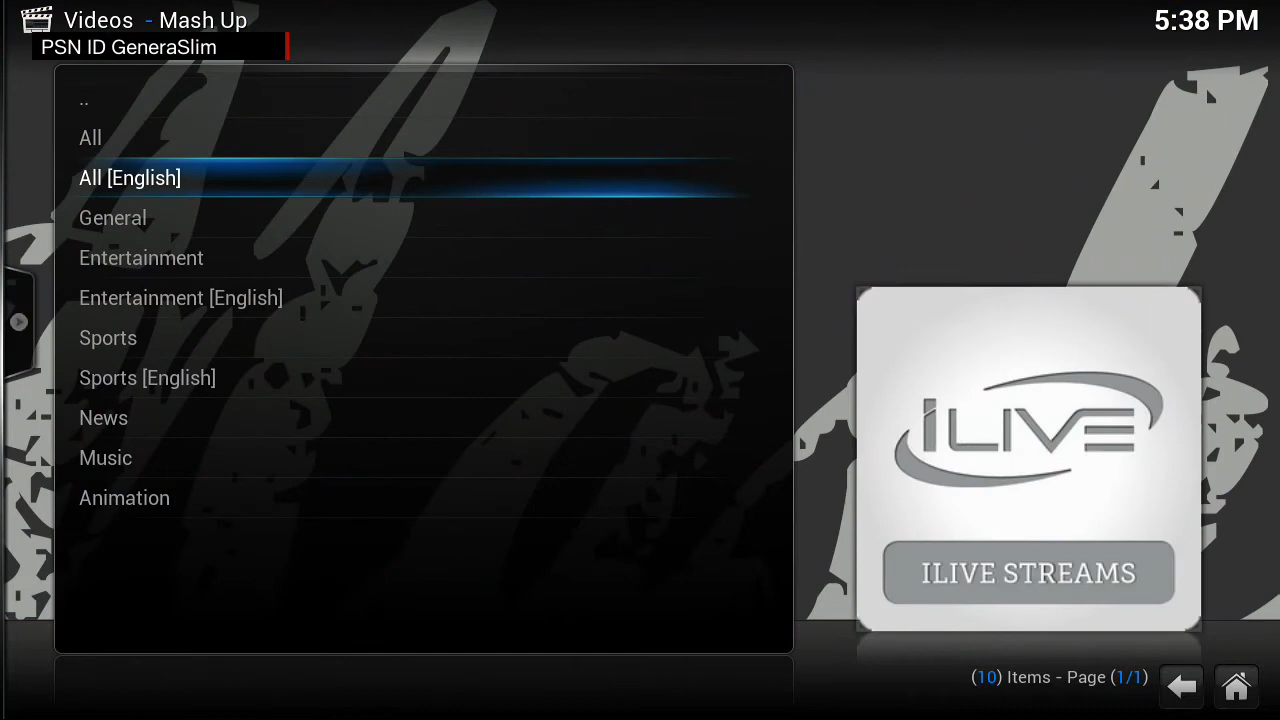 Videos - Mash Up
5:38 PM
PSN ID GeneraSlim
..
All
All [English]
General
Entertainment
Entertainment [English]
Sports
Sports [English]
News
Music
Animation
iLIVE
ILIVE STREAMS
(10) Items - Page (1/1)